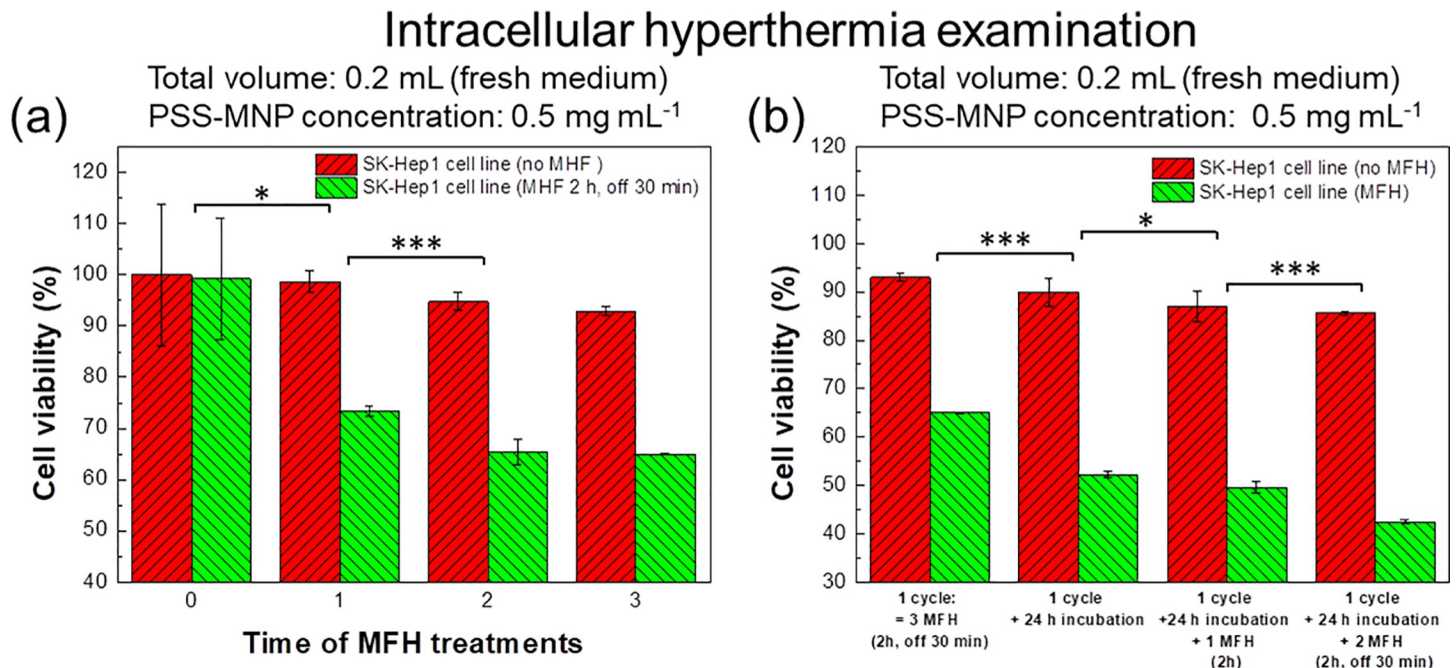 Intracellular hyperthermia examination
Total volume: 0.2 mL (fresh medium)
PSS-MNP concentration: 0.5 mg mL⁻¹
(a)
SK-Hep1 cell line (no MHF )
SK-Hep1 cell line (MHF 2 h, off 30 min)
*
***
120
110
100
90
80
70
60
50
40
Cell viability (%)
0 1 2 3
Time of MFH treatments
Total volume: 0.2 mL (fresh medium)
PSS-MNP concentration: 0.5 mg mL⁻¹
(b)
SK-Hep1 cell line (no MFH)
SK-Hep1 cell line (MFH)
***
*
***
120
110
100
90
80
70
60
50
40
30
Cell viability (%)
1 cycle:
= 3 MFH
(2h, off 30 min)
1 cycle
+ 24 h incubation
1 cycle
+24 h incubation
+ 1 MFH
(2h)
1 cycle
+ 24 h incubation
+ 2 MFH
(2h, off 30 min)